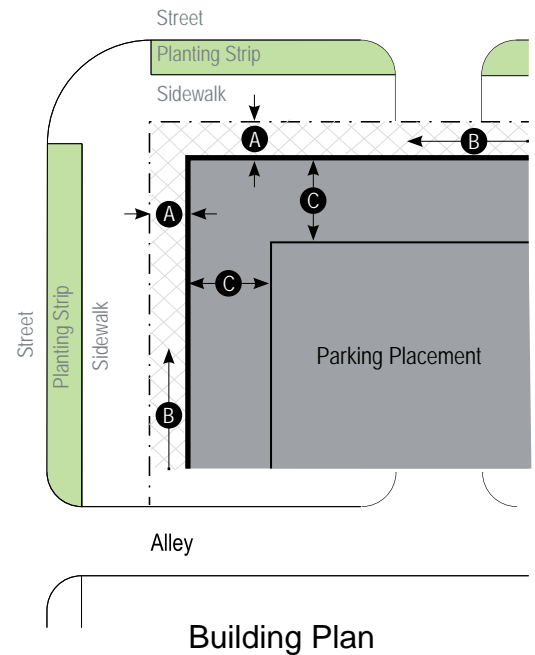 Street
Planting Strip
Sidewalk
A
B
A
C
C
Street
Planting Strip
Sidewalk
Parking Placement
B
Alley
Building Plan